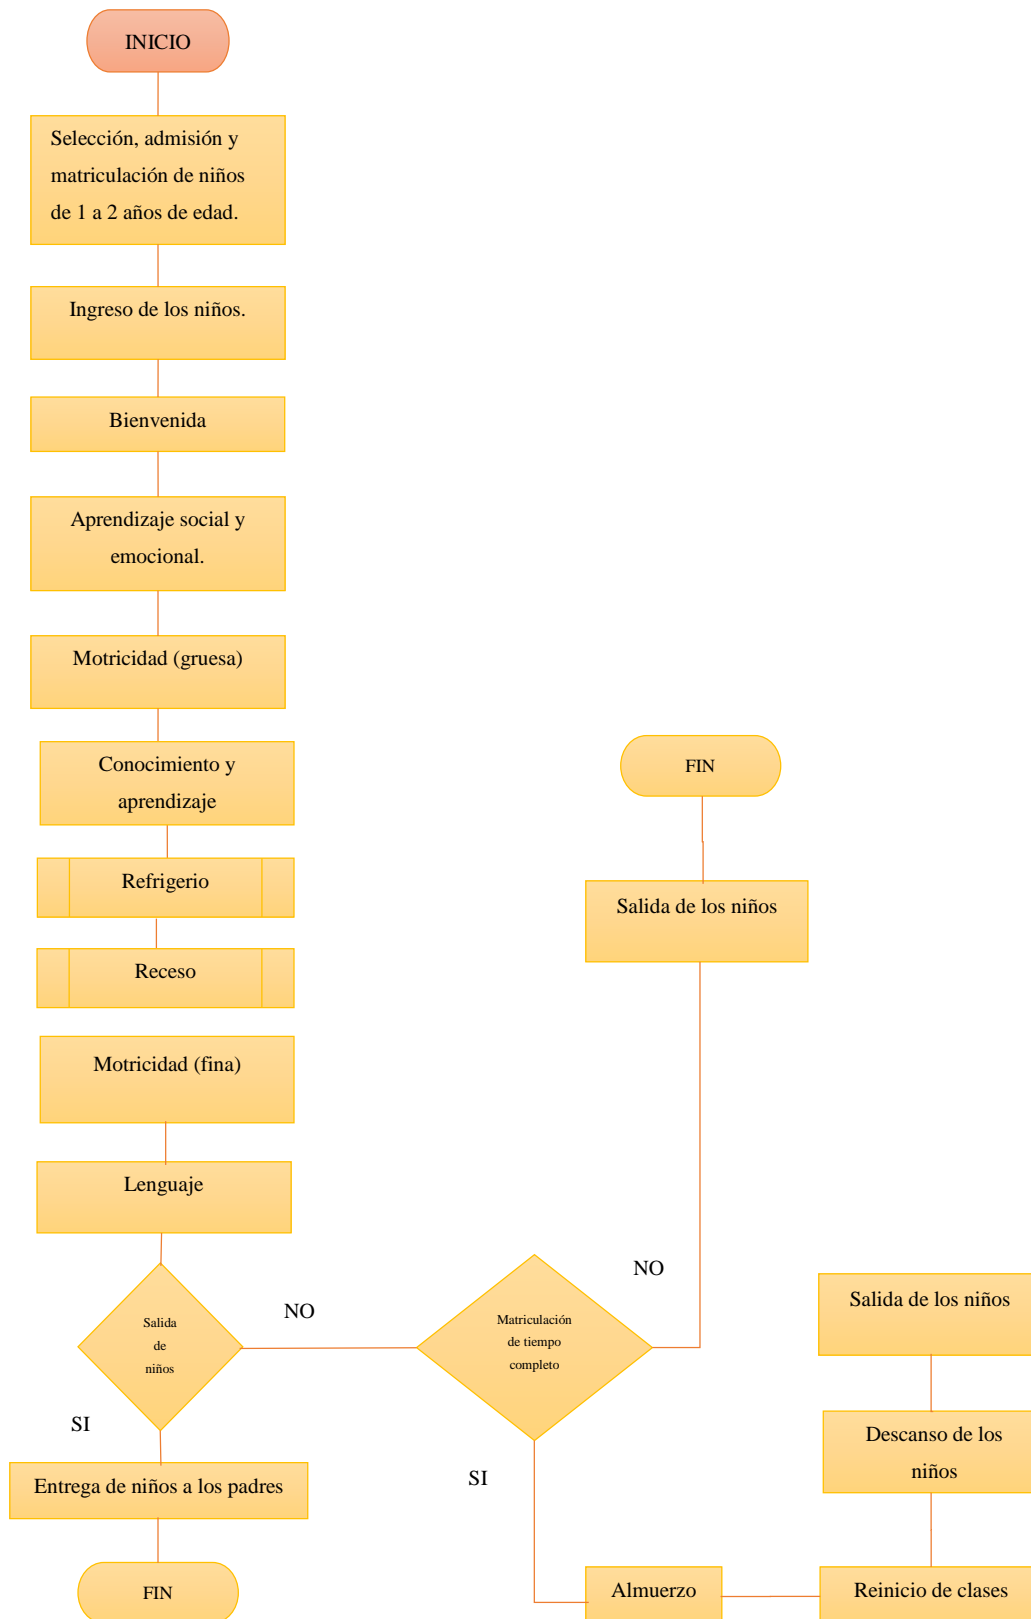 INICIO
Selección, admisión y
matriculación de niños
de 1 a 2 años de edad.
Ingreso de los niños.
Bienvenida
Aprendizaje social y
emocional.
Motricidad (gruesa)
Conocimiento y
aprendizaje
Refrigerio
Receso
Motricidad (fina)
Lenguaje
Salida
de
niños
NO
SI
Entrega de niños a los padres
FIN
Matriculación
de tiempo
completo
NO
Salida de los niños
FIN
SI
Almuerzo
Reinicio de clases
Descanso de los
niños
Salida de los niños